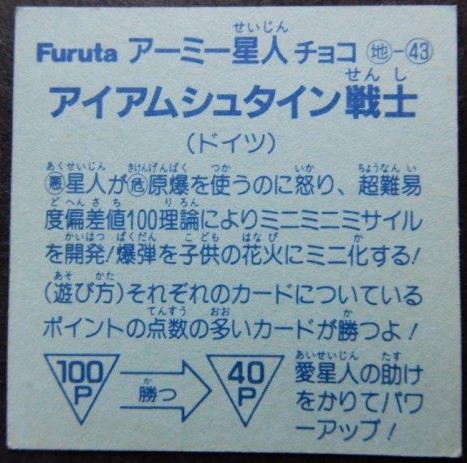 Furuta アーミー星人チョコ ㊞地-㊸
アイアムシュタイン戦士
(ドイツ)
悪星人が危原爆を使うのに怒り、超難易
度偏差値100理論によりミニミニミサイル
を開発!爆弾を子供の花火にミニ化する!
(遊び方)それぞれのカードについている
ポイントの点数の多いカードが勝つよ!
100P 勝つ 40P 愛星人の助け
をかりてパワ
ーアップ!